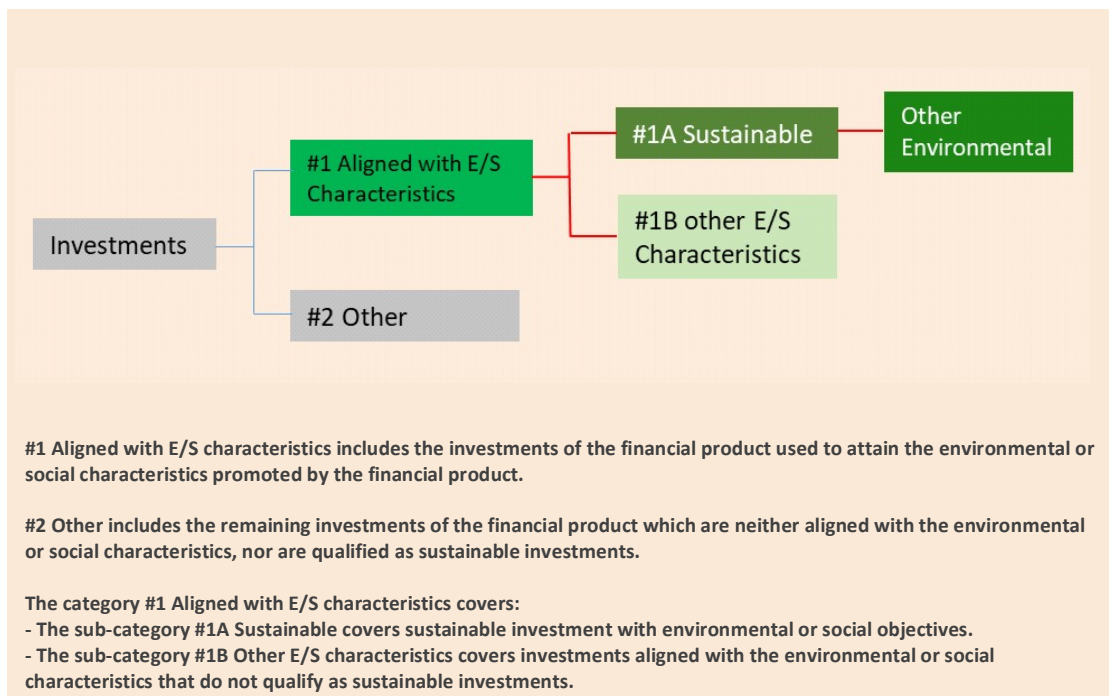 Other
Environmental
#1A Sustainable
#1 Aligned with E/S
Characteristics
#1B other E/S
Characteristics
Investments
#2 Other
#1 Aligned with E/S characteristics includes the investments of the financial product used to attain the environmental or
social characteristics promoted by the financial product.
#2 Other includes the remaining investments of the financial product which are neither aligned with the environmental
or social characteristics, nor are qualified as sustainable investments.
The category #1 Aligned with E/S characteristics covers:
- The sub-category #1A Sustainable covers sustainable investment with environmental or social objectives.
- The sub-category #1B Other E/S characteristics covers investments aligned with the environmental or social
characteristics that do not qualify as sustainable investments.